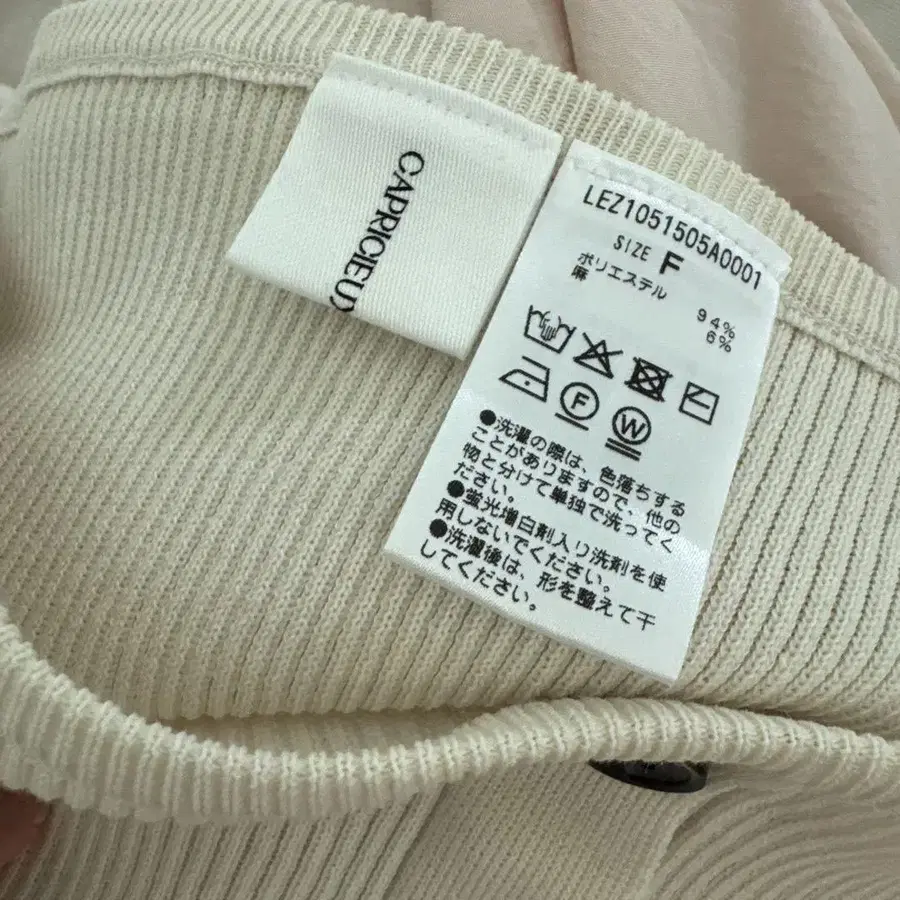 CAPRICIEUX
LEZ1051505A0001
SIZE F
ポリエステル 94%
麻 6%
F
W
●洗濯の際は、色落ちする
ことがありますので、他の
物と分けて単独で洗ってく
ださい。
●蛍光増白剤入り洗剤を使
用しないでください。
●洗濯後は、形を整えて干
してください。